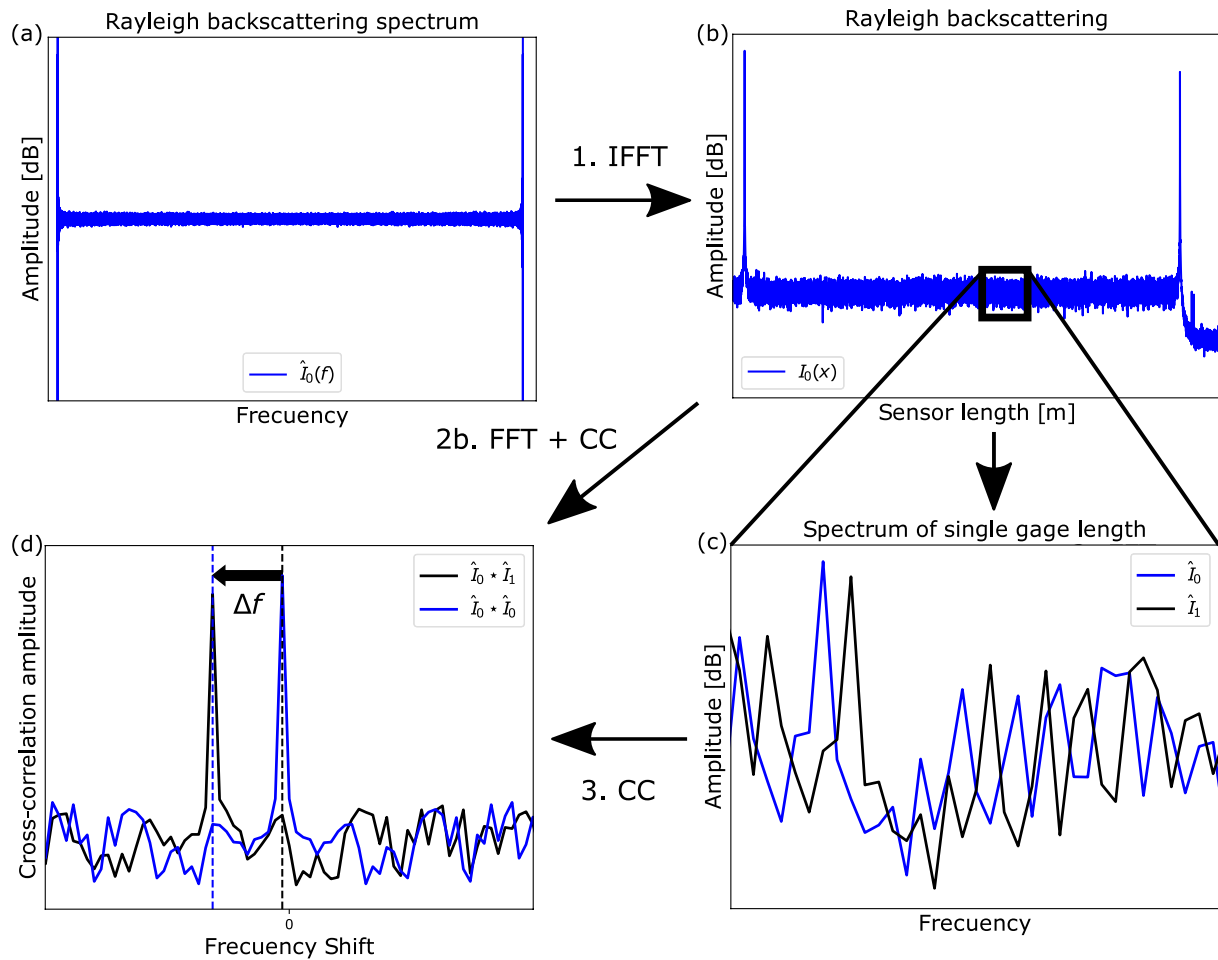 (a)
Rayleigh backscattering spectrum
Amplitude [dB]
Î₀(f)
Frecuency
1. IFFT
(b)
Rayleigh backscattering
Amplitude [dB]
I₀(x)
Sensor length [m]
2b. FFT + CC
(c)
Spectrum of single gage length
Amplitude [dB]
Î₀
Î₁
Frecuency
3. CC
(d)
Cross-correlation amplitude
Δf
Î₀ ⋆ Î₁
Î₀ ⋆ Î₀
0
Frecuency Shift